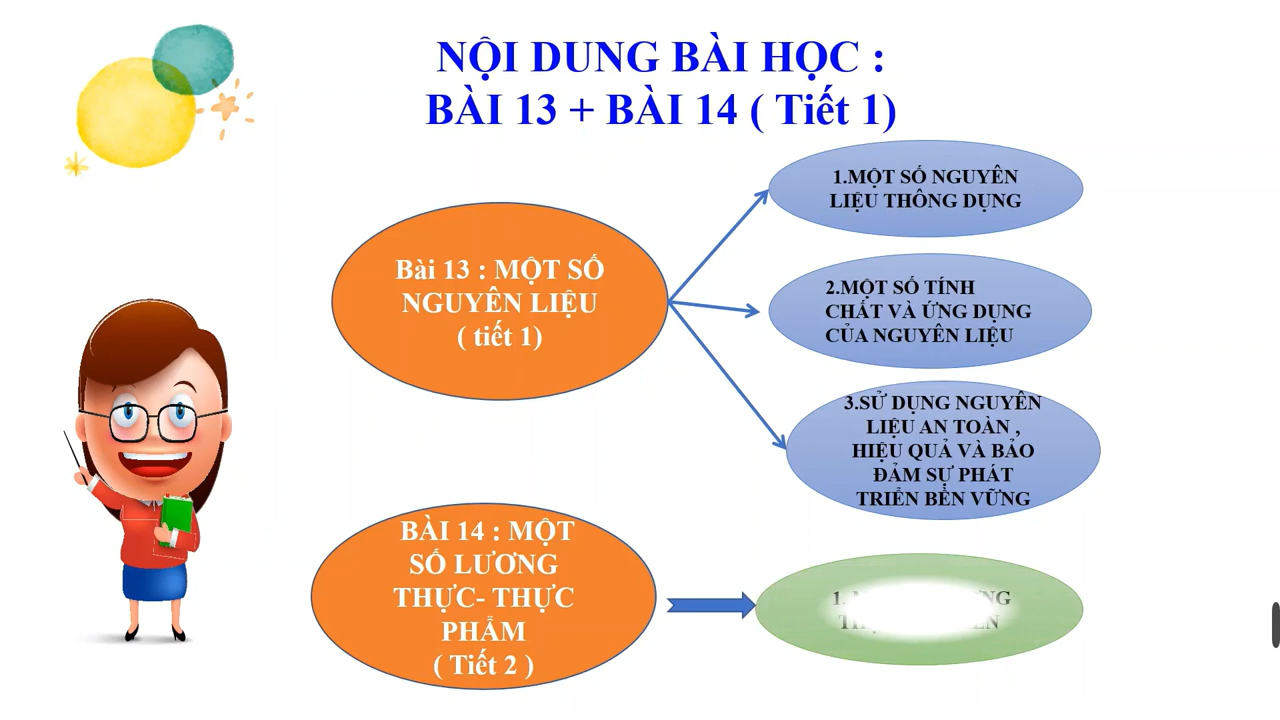 NỘI DUNG BÀI HỌC :
BÀI 13 + BÀI 14 ( Tiết 1)
Bài 13 : MỘT SỐ
NGUYÊN LIỆU
( tiết 1)
1.MỘT SỐ NGUYÊN
LIỆU THÔNG DỤNG
2.MỘT SỐ TÍNH
CHẤT VÀ ỨNG DỤNG
CỦA NGUYÊN LIỆU
3.SỬ DỤNG NGUYÊN
LIỆU AN TOÀN ,
HIỆU QUẢ VÀ BẢO
ĐẢM SỰ PHÁT
TRIỂN BỀN VỮNG
BÀI 14 : MỘT
SỐ LƯƠNG
THỰC- THỰC
PHẨM
( Tiết 2 )
1.